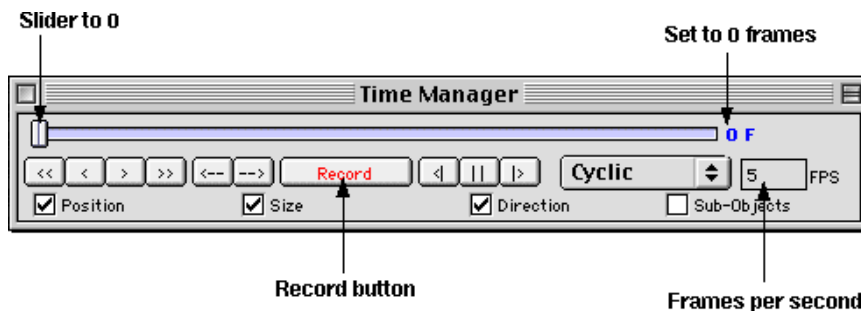 Slider to 0
Set to 0 frames
Time Manager
0 F
<< < > >> <-- --> Record <| || |> Cyclic 5 FPS
Position Size Direction Sub-Objects
Record button
Frames per second